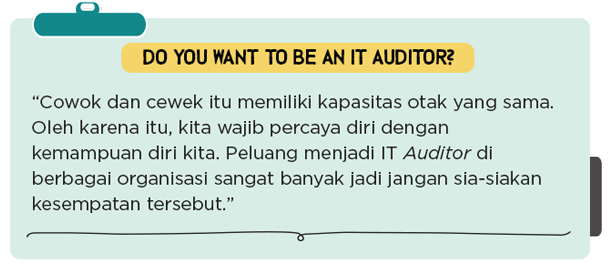 DO YOU WANT TO BE AN IT AUDITOR?
“Cowok dan cewek itu memiliki kapasitas otak yang sama.
Oleh karena itu, kita wajib percaya diri dengan
kemampuan diri kita. Peluang menjadi IT Auditor di
berbagai organisasi sangat banyak jadi jangan sia-siakan
kesempatan tersebut.”